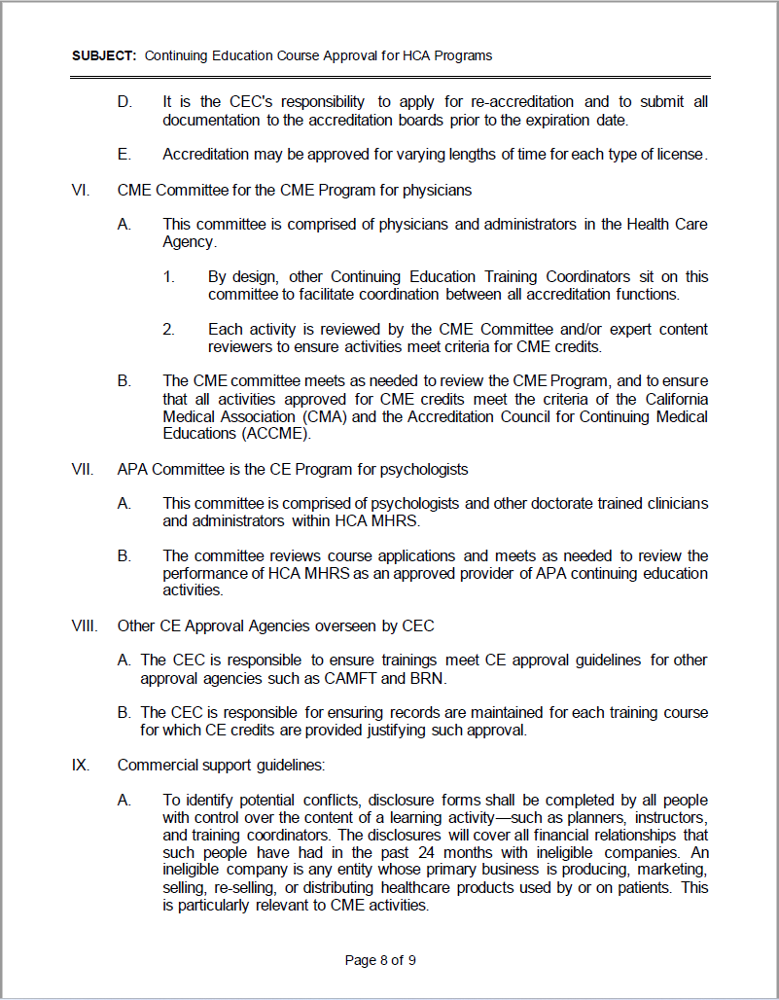 SUBJECT: Continuing Education Course Approval for HCA Programs
D. It is the CEC's responsibility to apply for re-accreditation and to submit all
documentation to the accreditation boards prior to the expiration date.
E. Accreditation may be approved for varying lengths of time for each type of license.
VI. CME Committee for the CME Program for physicians
A. This committee is comprised of physicians and administrators in the Health Care
Agency.
1. By design, other Continuing Education Training Coordinators sit on this
committee to facilitate coordination between all accreditation functions.
2. Each activity is reviewed by the CME Committee and/or expert content
reviewers to ensure activities meet criteria for CME credits.
B. The CME committee meets as needed to review the CME Program, and to ensure
that all activities approved for CME credits meet the criteria of the California
Medical Association (CMA) and the Accreditation Council for Continuing Medical
Educations (ACCME).
VII. APA Committee is the CE Program for psychologists
A. This committee is comprised of psychologists and other doctorate trained clinicians
and administrators within HCA MHRS.
B. The committee reviews course applications and meets as needed to review the
performance of HCA MHRS as an approved provider of APA continuing education
activities.
VIII. Other CE Approval Agencies overseen by CEC
A. The CEC is responsible to ensure trainings meet CE approval guidelines for other
approval agencies such as CAMFT and BRN.
B. The CEC is responsible for ensuring records are maintained for each training course
for which CE credits are provided justifying such approval.
IX. Commercial support guidelines:
A. To identify potential conflicts, disclosure forms shall be completed by all people
with control over the content of a learning activity—such as planners, instructors,
and training coordinators. The disclosures will cover all financial relationships that
such people have had in the past 24 months with ineligible companies. An
ineligible company is any entity whose primary business is producing, marketing,
selling, re-selling, or distributing healthcare products used by or on patients. This
is particularly relevant to CME activities.
Page 8 of 9